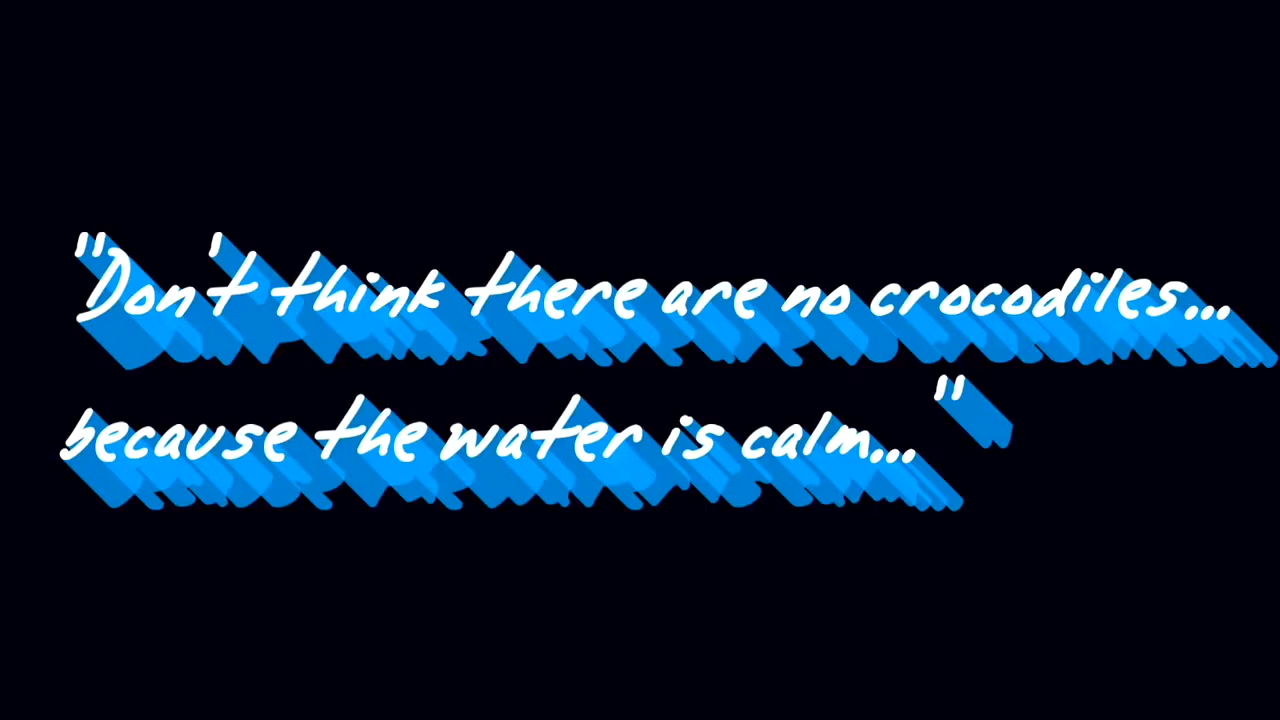 "Don't think there are no crocodiles...
because the water is calm..."